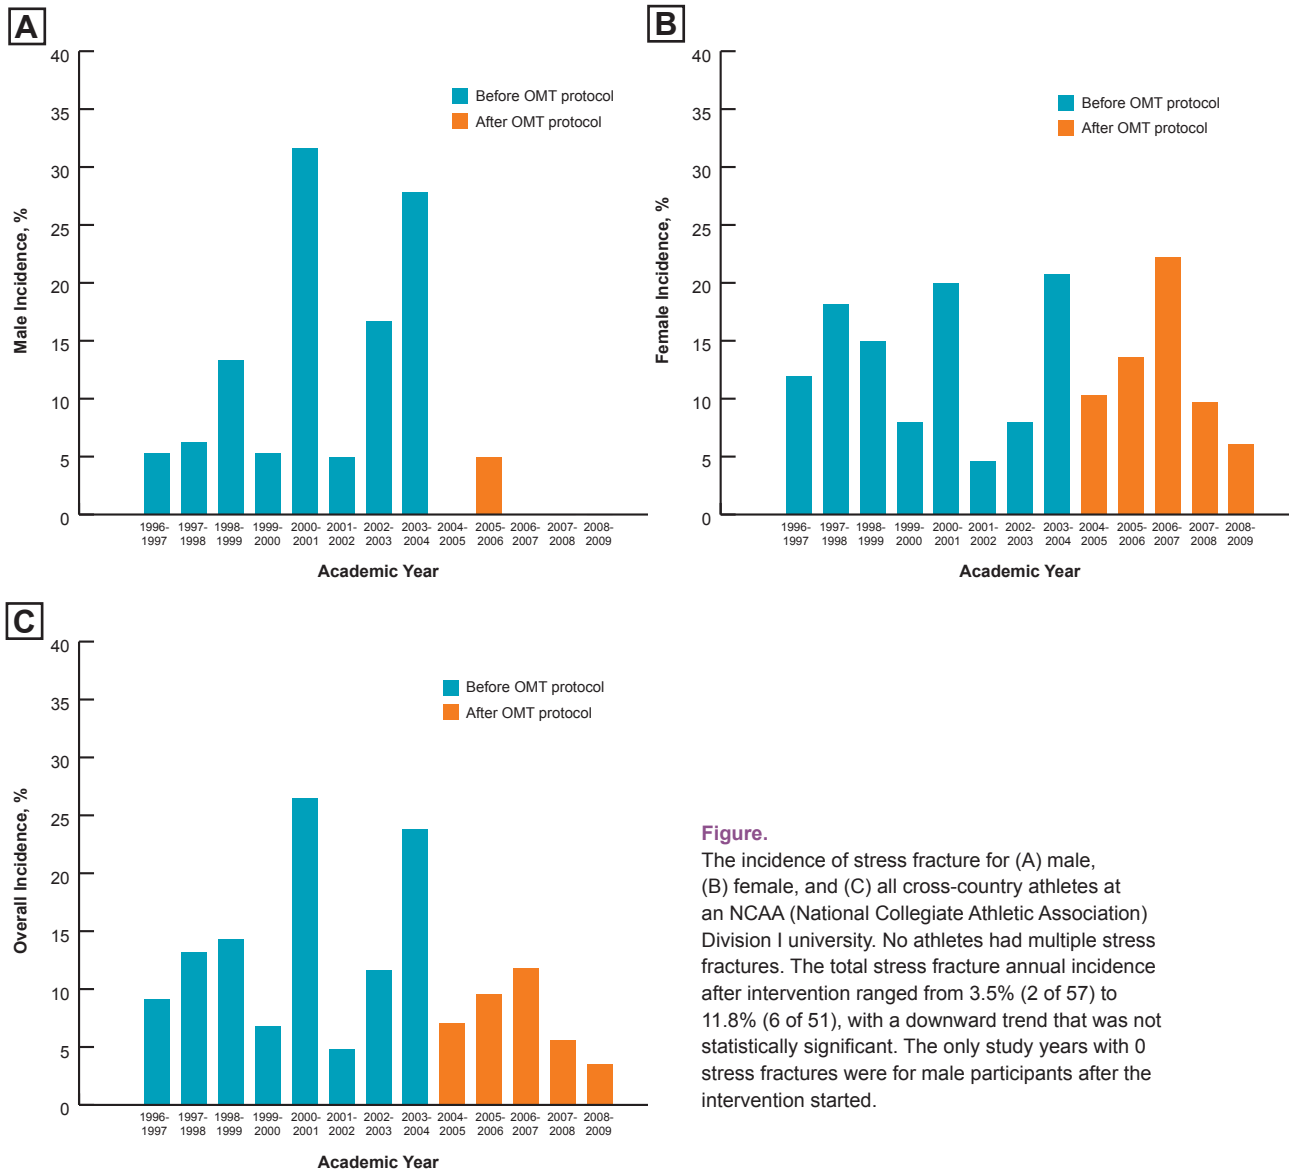 A
40
35
30
25
20
15
10
5
0
Male Incidence, %
Before OMT protocol
After OMT protocol
1996-1997
1997-1998
1998-1999
1999-2000
2000-2001
2001-2002
2002-2003
2003-2004
2004-2005
2005-2006
2006-2007
2007-2008
2008-2009
Academic Year
B
40
35
30
25
20
15
10
5
0
Female Incidence, %
Before OMT protocol
After OMT protocol
1996-1997
1997-1998
1998-1999
1999-2000
2000-2001
2001-2002
2002-2003
2003-2004
2004-2005
2005-2006
2006-2007
2007-2008
2008-2009
Academic Year
C
40
35
30
25
20
15
10
5
0
Overall Incidence, %
Before OMT protocol
After OMT protocol
1996-1997
1997-1998
1998-1999
1999-2000
2000-2001
2001-2002
2002-2003
2003-2004
2004-2005
2005-2006
2006-2007
2007-2008
2008-2009
Academic Year
Figure.
The incidence of stress fracture for (A) male,
(B) female, and (C) all cross-country athletes at
an NCAA (National Collegiate Athletic Association)
Division I university. No athletes had multiple stress
fractures. The total stress fracture annual incidence
after intervention ranged from 3.5% (2 of 57) to
11.8% (6 of 51), with a downward trend that was not
statistically significant. The only study years with 0
stress fractures were for male participants after the
intervention started.